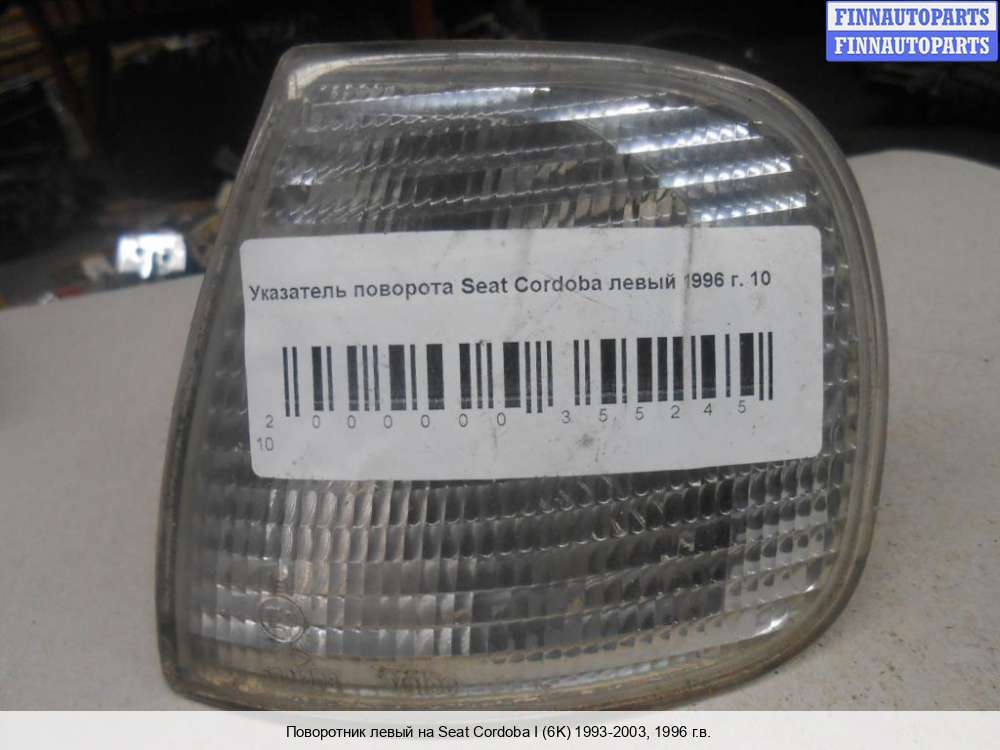 FINNAUTOPARTS
FINNAUTOPARTS
Указатель поворота Seat Cordoba левый 1996 г. 10
2 000000 355245
10
Поворотник левый на Seat Cordoba I (6K) 1993-2003, 1996 г.в.